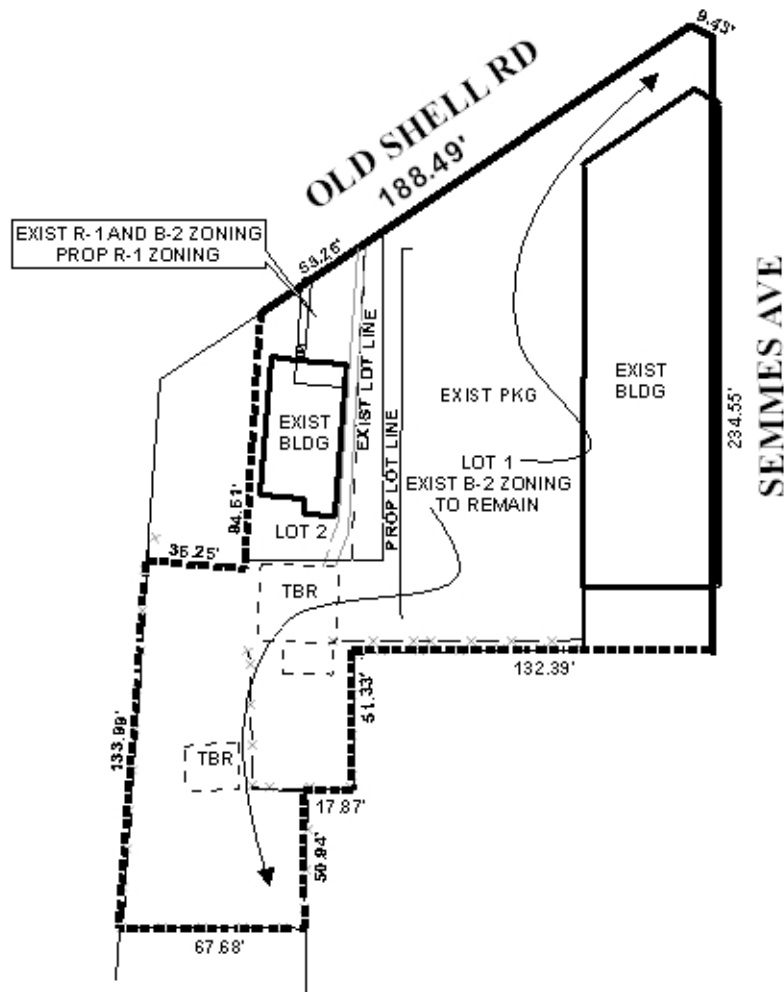 9.43'
OLD SHELL RD
188.49'
EXIST R-1 AND B-2 ZONING
PROP R-1 ZONING
53.26'
EXIST LOT LINE
PROP LOT LINE
EXIST
BLDG
EXIST PKG
EXIST
BLDG
234.55'
SEMMES AVE
LOT 1
EXIST B-2 ZONING
TO REMAIN
94.51'
LOT 2
36.25'
TBR
132.39'
51.33'
133.99'
TBR
17.87'
50.94'
67.68'